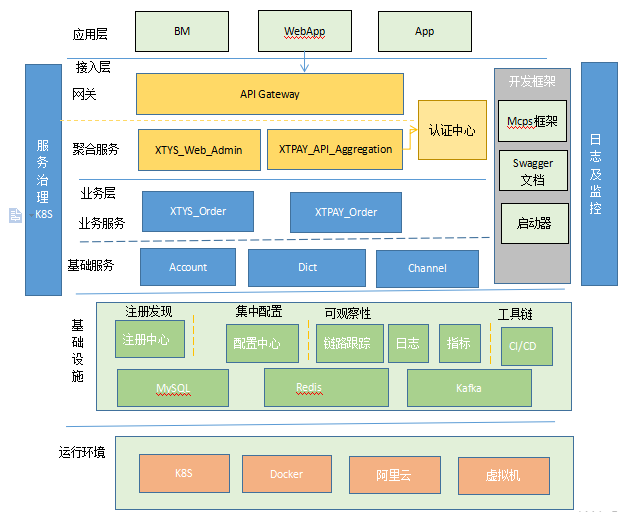 应用层
BM
WebApp
App
接入层
网关
API Gateway
开发框架
Mcps框架
认证中心
聚合服务
XTYS_Web_Admin
XTPAY_API_Aggregation
Swagger
文档
服务治理
K8S
日志及监控
业务层
业务服务
XTYS_Order
XTPAY_Order
启动器
基础服务
Account
Dict
Channel
基础设施
注册发现
集中配置
可观察性
工具链
注册中心
配置中心
链路跟踪
日志
指标
CI/CD
MySQL
Redis
Kafka
运行环境
K8S
Docker
阿里云
虚拟机